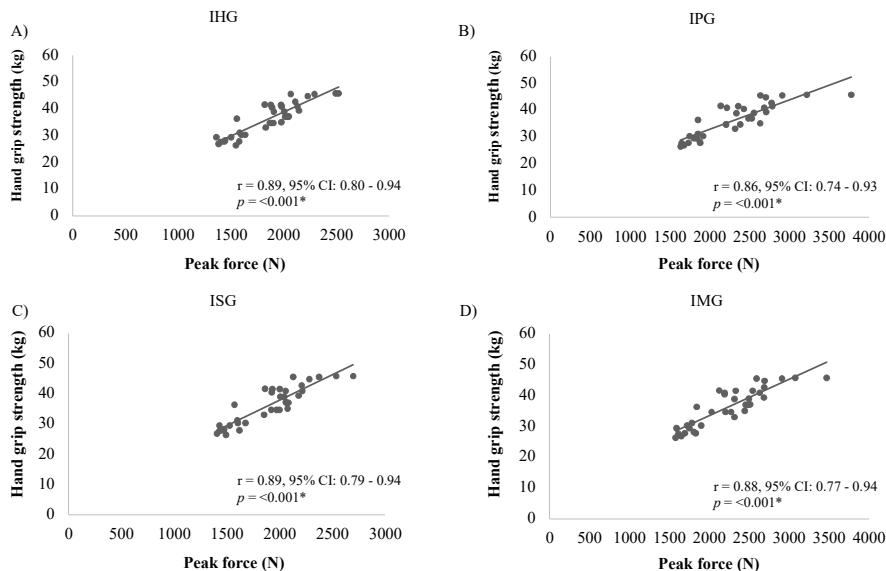 A)
IHG
Hand grip strength (kg)
60
50
40
30
20
10
0
r = 0.89, 95% CI: 0.80 - 0.94
p = <0.001*
0 500 1000 1500 2000 2500 3000
Peak force (N)
B)
IPG
Hand grip strength (kg)
60
50
40
30
20
10
0
r = 0.86, 95% CI: 0.74 - 0.93
p = <0.001*
0 500 1000 1500 2000 2500 3000 3500 4000
Peak force (N)
C)
ISG
Hand grip strength (kg)
60
50
40
30
20
10
0
r = 0.89, 95% CI: 0.79 - 0.94
p = <0.001*
0 500 1000 1500 2000 2500 3000
Peak force (N)
D)
IMG
Hand grip strength (kg)
60
50
40
30
20
10
0
r = 0.88, 95% CI: 0.77 - 0.94
p = <0.001*
0 500 1000 1500 2000 2500 3000 3500 4000
Peak force (N)